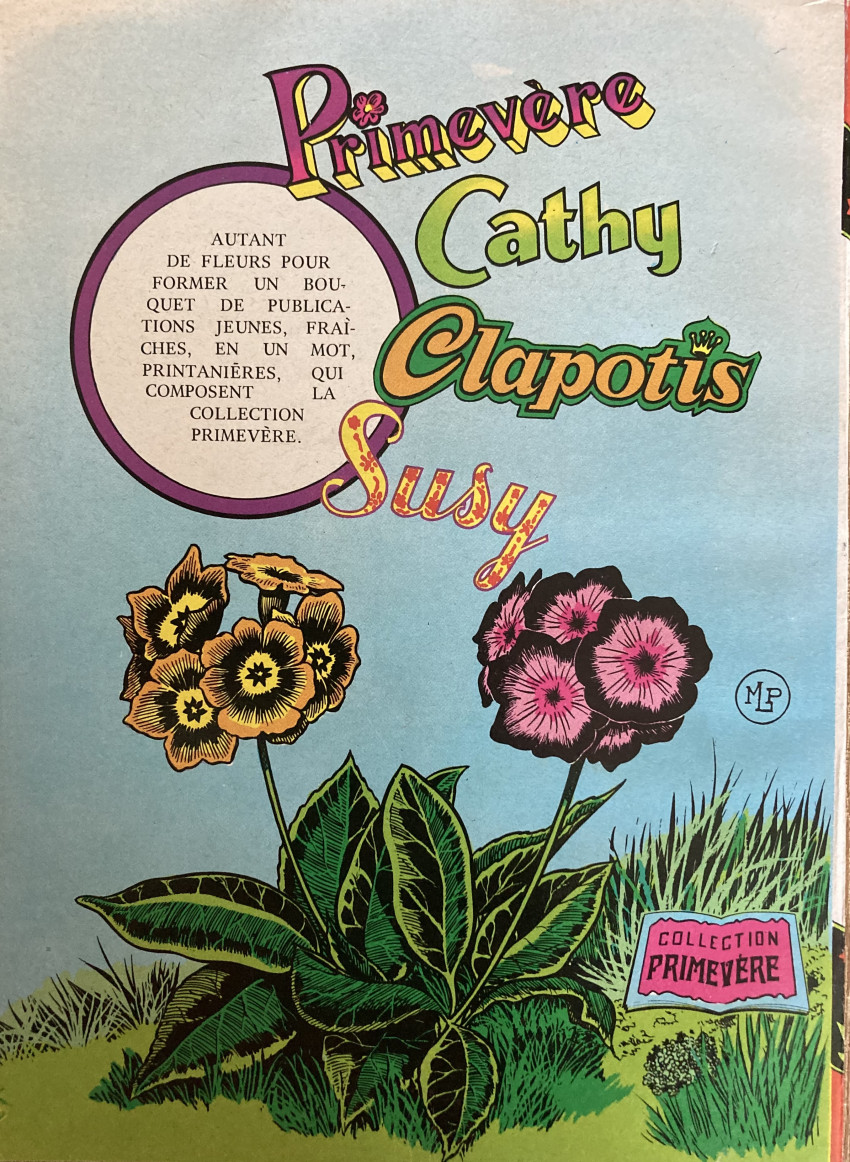 Primevère
Cathy
Clapotis
Susy
AUTANT
DE FLEURS POUR
FORMER UN BOU-
QUET DE PUBLICA-
TIONS JEUNES, FRAÎ-
CHES, EN UN MOT,
PRINTANIÈRES, QUI
COMPOSENT LA
COLLECTION
PRIMEVÈRE.
MLP
COLLECTION
PRIMEVÈRE